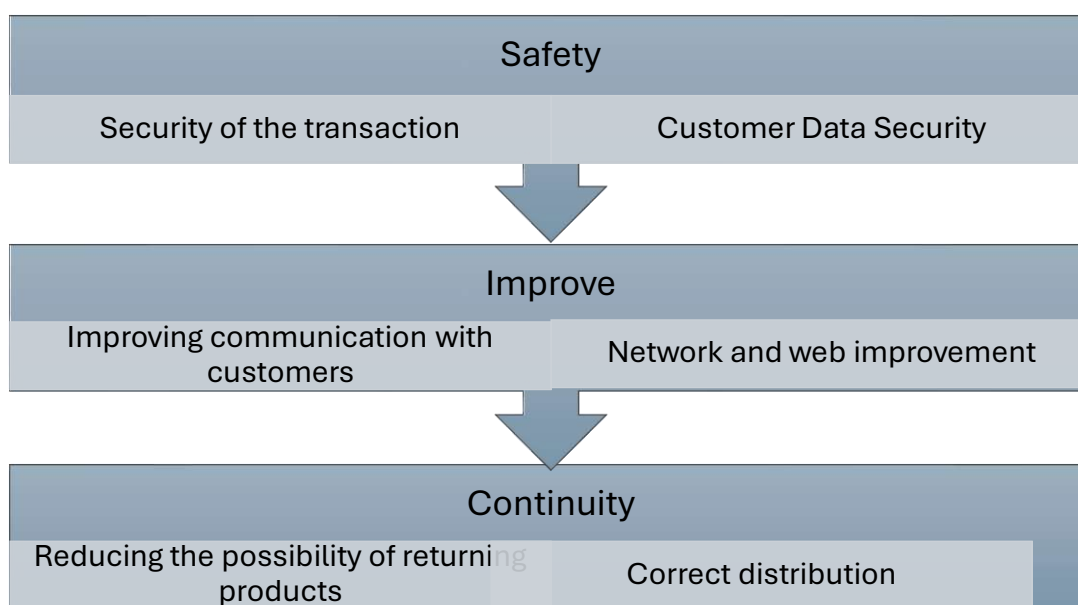 Safety
Security of the transaction
Customer Data Security
Improve
Improving communication with
customers
Network and web improvement
Continuity
Reducing the possibility of returning
products
Correct distribution